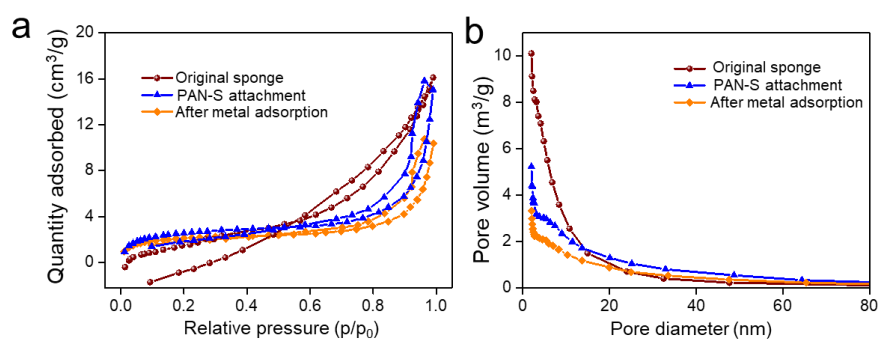 a
Quantity adsorbed (cm³/g)
20
16
12
8
4
0
Original sponge
PAN-S attachment
After metal adsorption
0.0 0.2 0.4 0.6 0.8 1.0
Relative pressure (p/p₀)
b
Pore volume (m³/g)
10
8
6
4
2
0
Original sponge
PAN-S attachment
After metal adsorption
0 20 40 60 80
Pore diameter (nm)